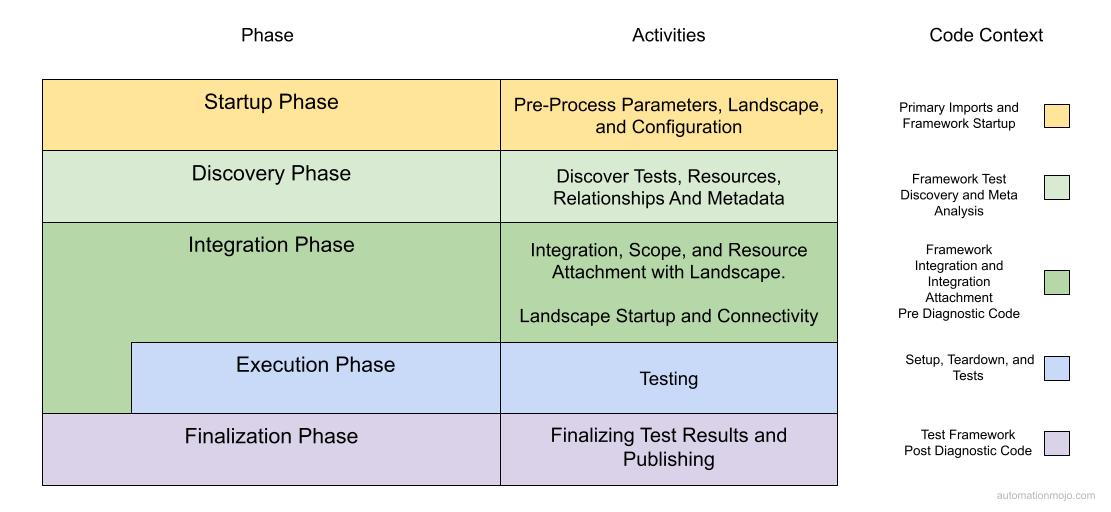 Phase
Activities
Code Context
Startup Phase
Pre-Process Parameters, Landscape,
and Configuration
Primary Imports and
Framework Startup
Discovery Phase
Discover Tests, Resources,
Relationships And Metadata
Framework Test
Discovery and Meta
Analysis
Integration Phase
Integration, Scope, and Resource
Attachment with Landscape.
Landscape Startup and Connectivity
Framework
Integration and
Integration
Attachment
Pre Diagnostic Code
Execution Phase
Testing
Setup, Teardown, and
Tests
Finalization Phase
Finalizing Test Results and
Publishing
Test Framework
Post Diagnostic Code
automationmojo.com